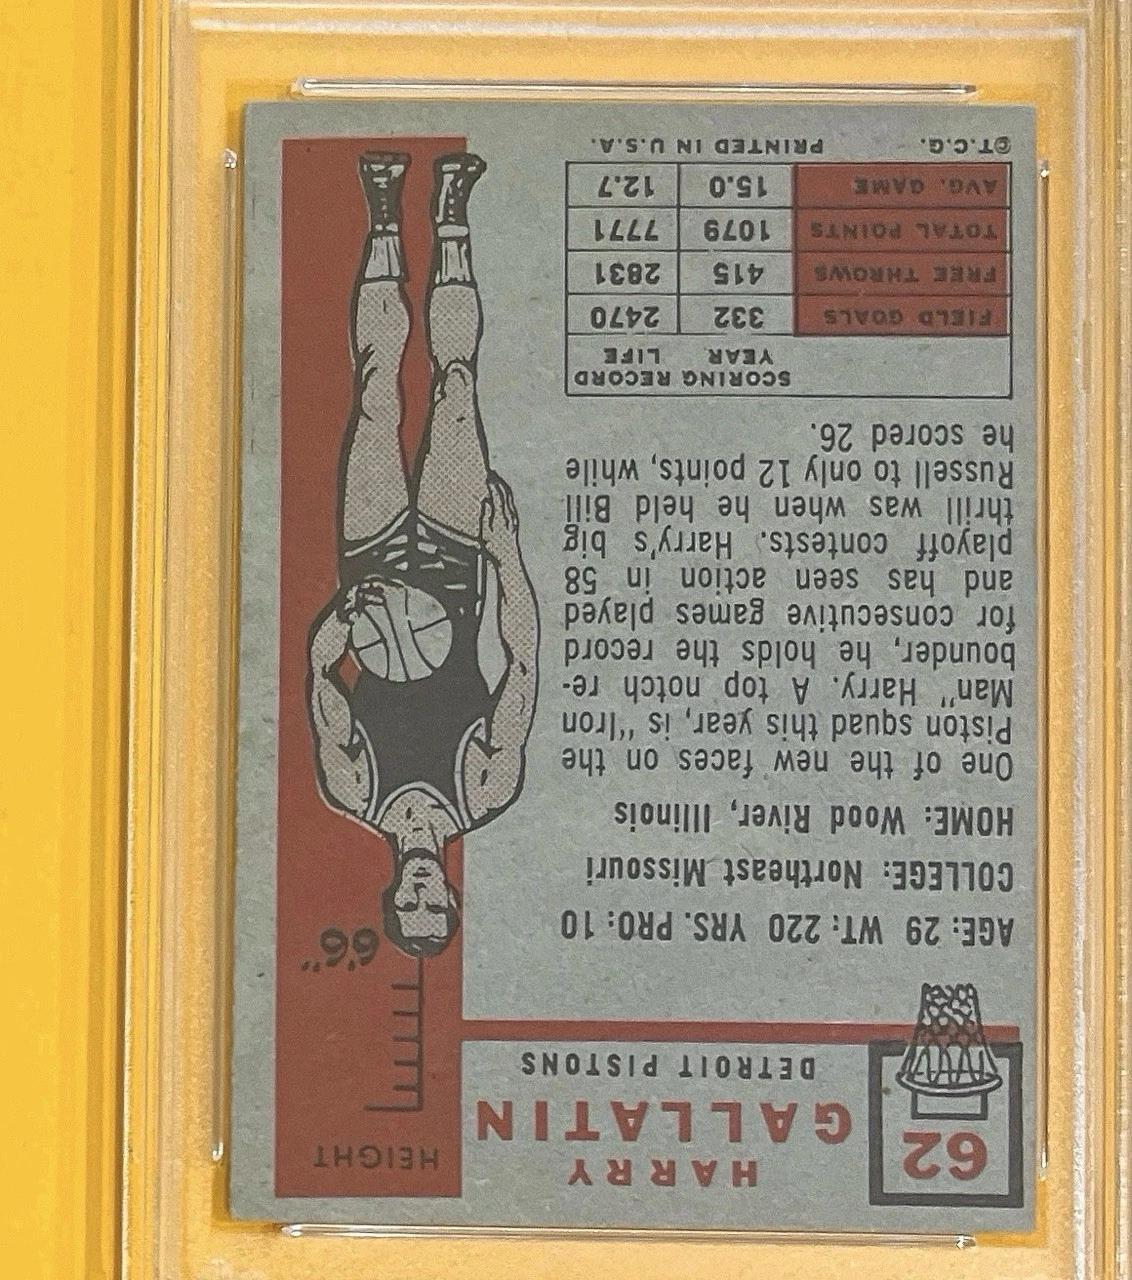 62
HARRY
GALLATIN
DETROIT PISTONS
HEIGHT
6'6"
AGE: 29 WT: 220 YRS. PRO: 10
COLLEGE: Northeast Missouri
HOME: Wood River, Illinois
One of the new faces on the
Piston squad this year, is "Iron
Man" Harry. A top notch re-
bounder, he holds the record
for consecutive games played
and has seen action in 58
playoff contests. Harry's big
thrill was when he held Bill
Russell to only 12 points, while
he scored 26.
SCORING RECORD
YEAR LIFE
FIELD GOALS 332 2470
FREE THROWS 415 2831
TOTAL POINTS 1079 7771
AVG. GAME 15.0 12.7
©T.C.G. PRINTED IN U.S.A.